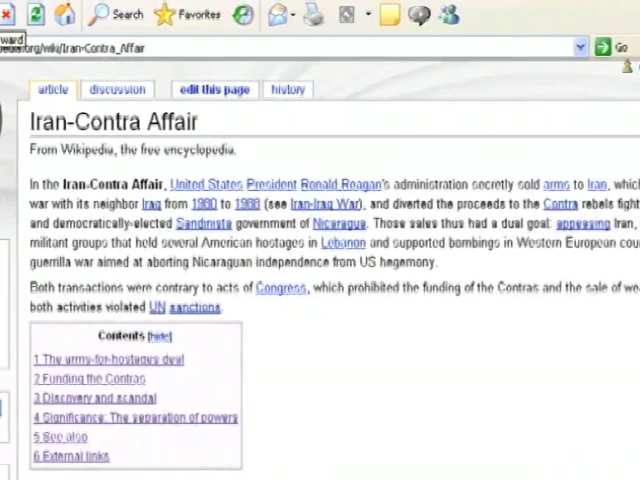 Search Favorites
ward
pedia.org/wiki/Iran-Contra_Affair Go
article discussion edit this page history
Iran-Contra Affair
From Wikipedia, the free encyclopedia.
In the Iran-Contra Affair, United States President Ronald Reagan's administration secretly sold arms to Iran, which
war with its neighbor Iraq from 1980 to 1988 (see Iran-Iraq War), and diverted the proceeds to the Contra rebels fight
and democratically-elected Sandinista government of Nicaragua. Those sales thus had a dual goal: appeasing Iran,
militant groups that held several American hostages in Lebanon and supported bombings in Western European cou
guerrilla war aimed at aborting Nicaraguan independence from US hegemony.
Both transactions were contrary to acts of Congress, which prohibited the funding of the Contras and the sale of we
both activities violated UN sanctions.
Contents [hide]
1 The arms-for-hostages deal
2 Funding the Contras
3 Discovery and scandal
4 Significance: The separation of powers
5 See also
6 External links